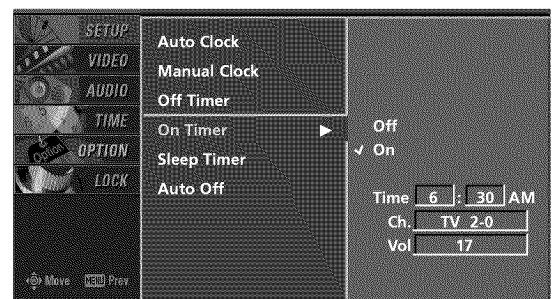 SETUP
VIDEO
AUDIO
TIME
Option OPTION
LOCK
Move MENU Prev
Auto Clock
Manual Clock
Off Timer
On Timer
Sleep Timer
Auto Off
Off
✓ On
Time 6 : 30 AM
Ch. TV 2-0
Vol 17